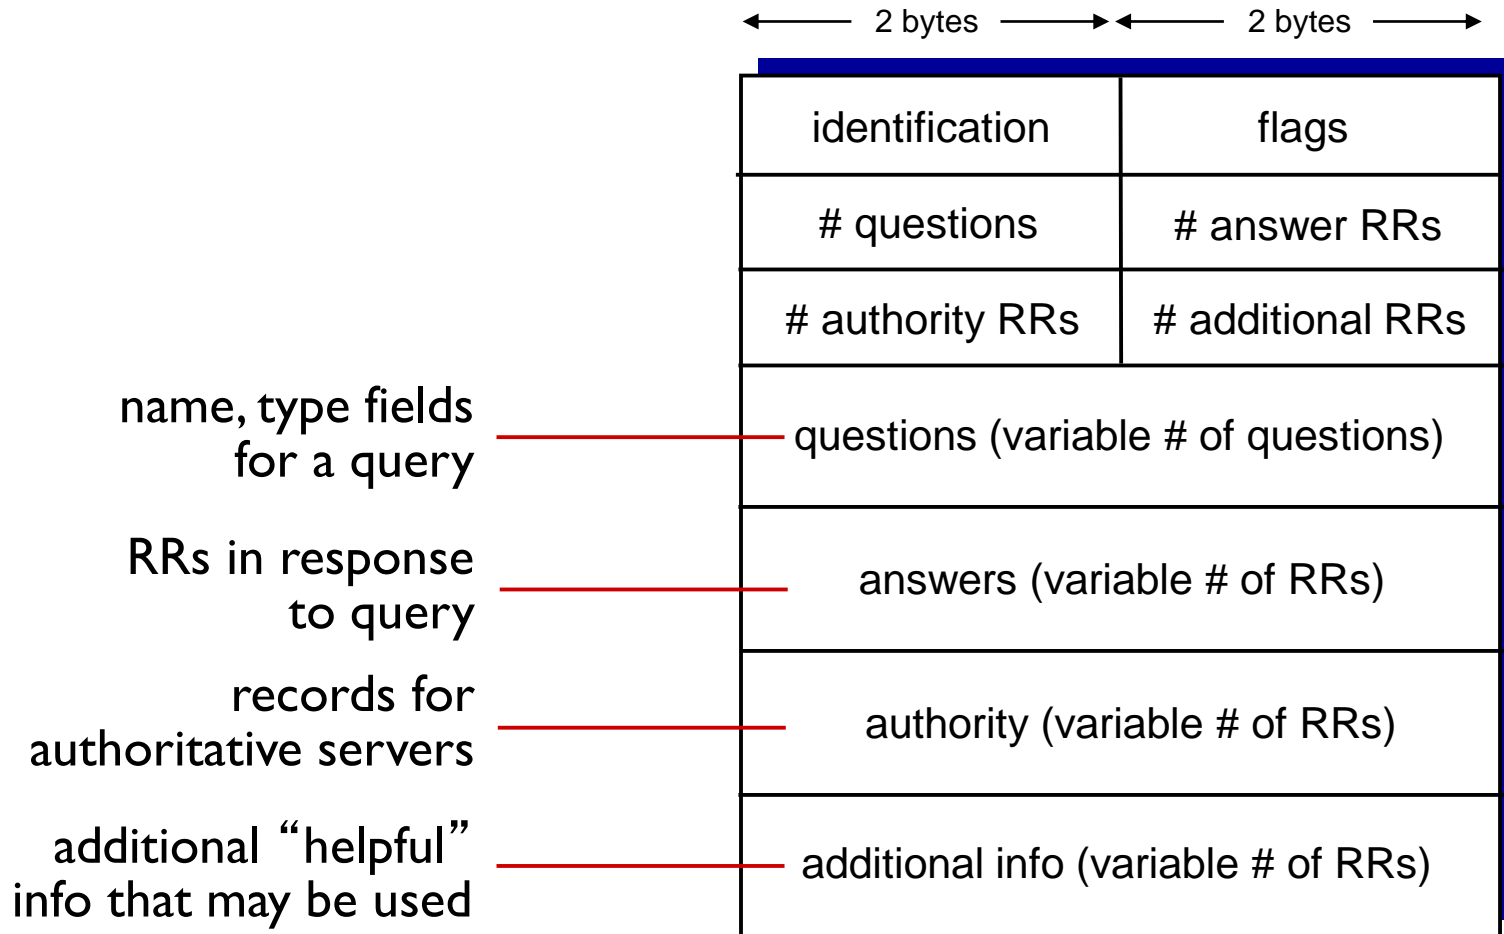 2 bytes 2 bytes
identification flags
# questions # answer RRs
# authority RRs # additional RRs
name, type fields
for a query
questions (variable # of questions)
RRs in response
to query
answers (variable # of RRs)
records for
authoritative servers
authority (variable # of RRs)
additional “helpful”
info that may be used
additional info (variable # of RRs)